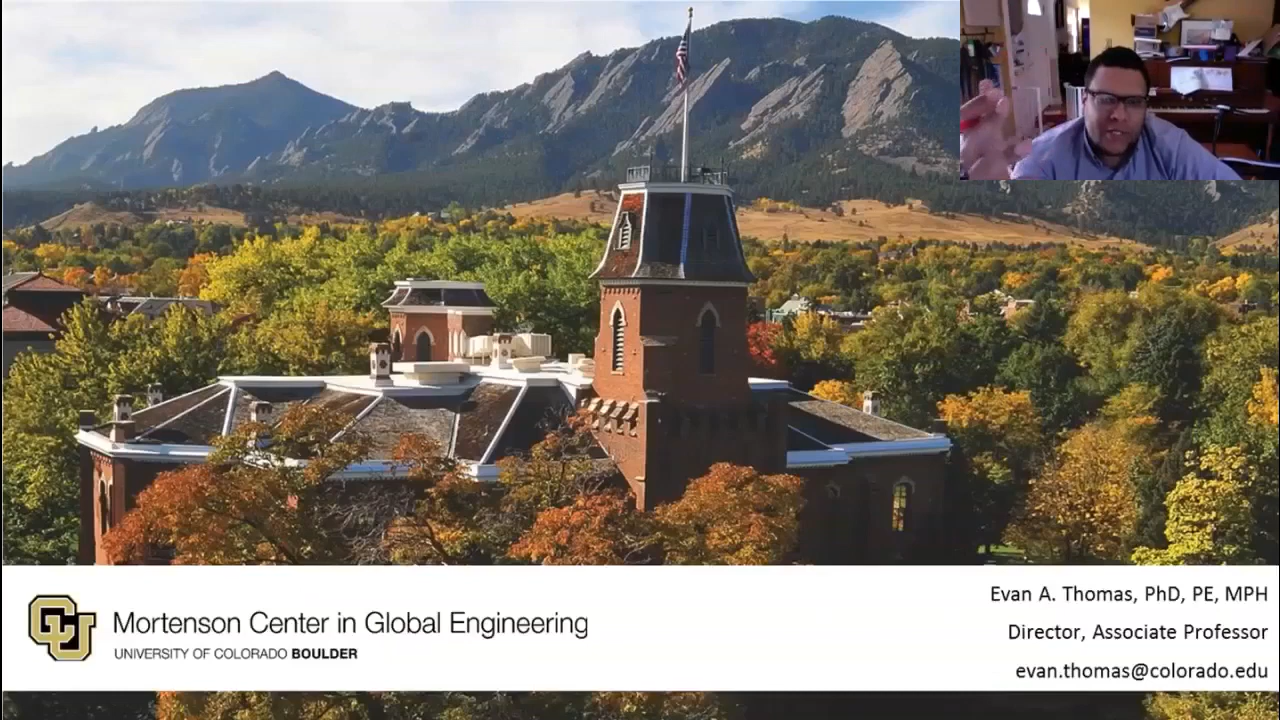 CU
Mortenson Center in Global Engineering
UNIVERSITY OF COLORADO BOULDER
Evan A. Thomas, PhD, PE, MPH
Director, Associate Professor
evan.thomas@colorado.edu